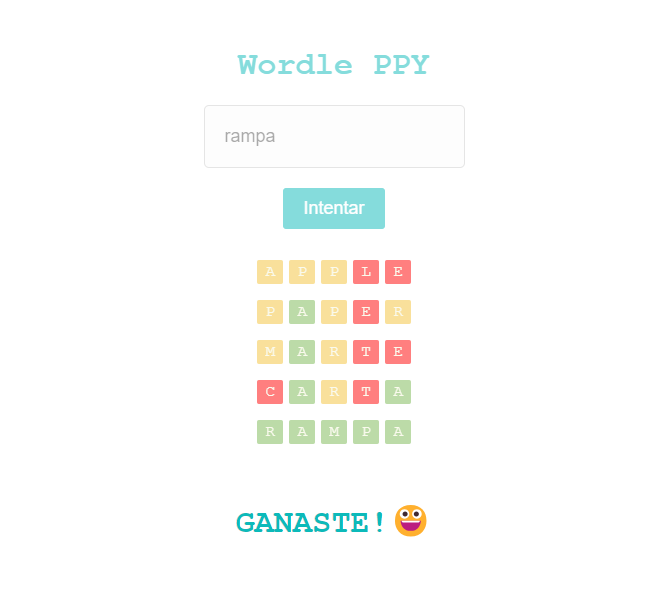 Wordle PPY
rampa
Intentar
A P P L E
P A P E R
M A R T E
C A R T A
R A M P A
GANASTE!